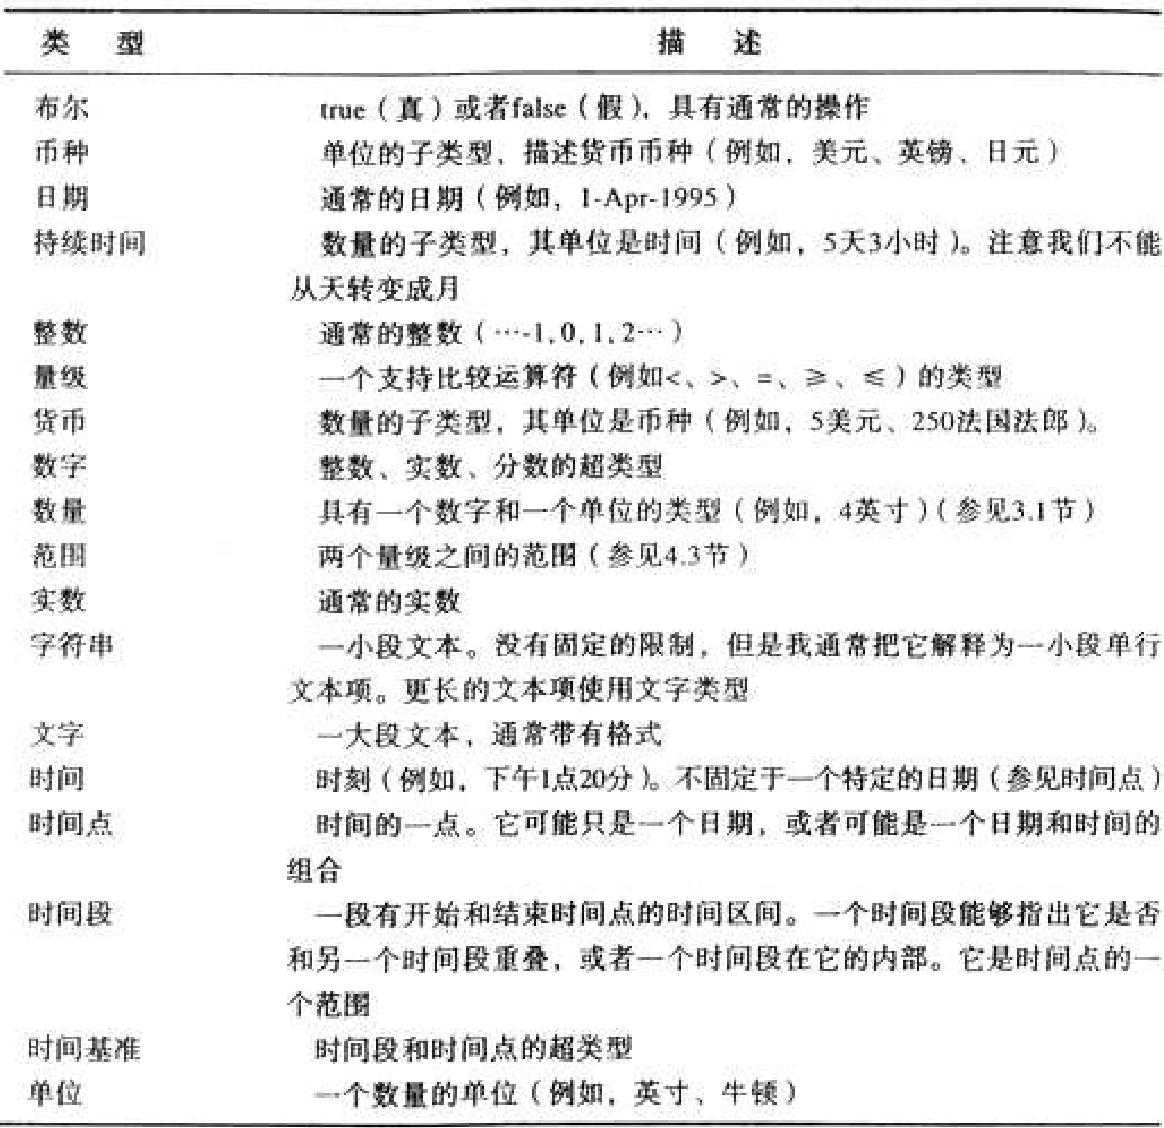 类 型 描 述
布尔 true（真）或者false（假），具有通常的操作
币种 单位的子类型，描述货币币种（例如，美元、英镑、日元）
日期 通常的日期（例如，1-Apr-1995）
持续时间 数量的子类型，其单位是时间（例如，5天3小时）。注意我们不能
从天转变成月
整数 通常的整数（…-1,0,1,2…）
量级 一个支持比较运算符（例如<、>、=、≥、≤）的类型
货币 数量的子类型，其单位是币种（例如，5美元、250法国法郎）。
数字 整数、实数、分数的超类型
数量 具有一个数字和一个单位的类型（例如，4英寸）（参见3.1节）
范围 两个量级之间的范围（参见4.3节）
实数 通常的实数
字符串 一小段文本。没有固定的限制，但是我通常把它解释为一小段单行
文本项。更长的文本项使用文字类型
文字 一大段文本，通常带有格式
时间 时刻（例如，下午1点20分）。不固定于一个特定的日期（参见时间点）
时间点 时间的一点。它可能只是一个日期，或者可能是一个日期和时间的
组合
时间段 一段有开始和结束时间点的时间区间。一个时间段能够指出它是否
和另一个时间段重叠，或者一个时间段在它的内部。它是时间点的一
个范围
时间基准 时间段和时间点的超类型
单位 一个数量的单位（例如，英寸、牛顿）